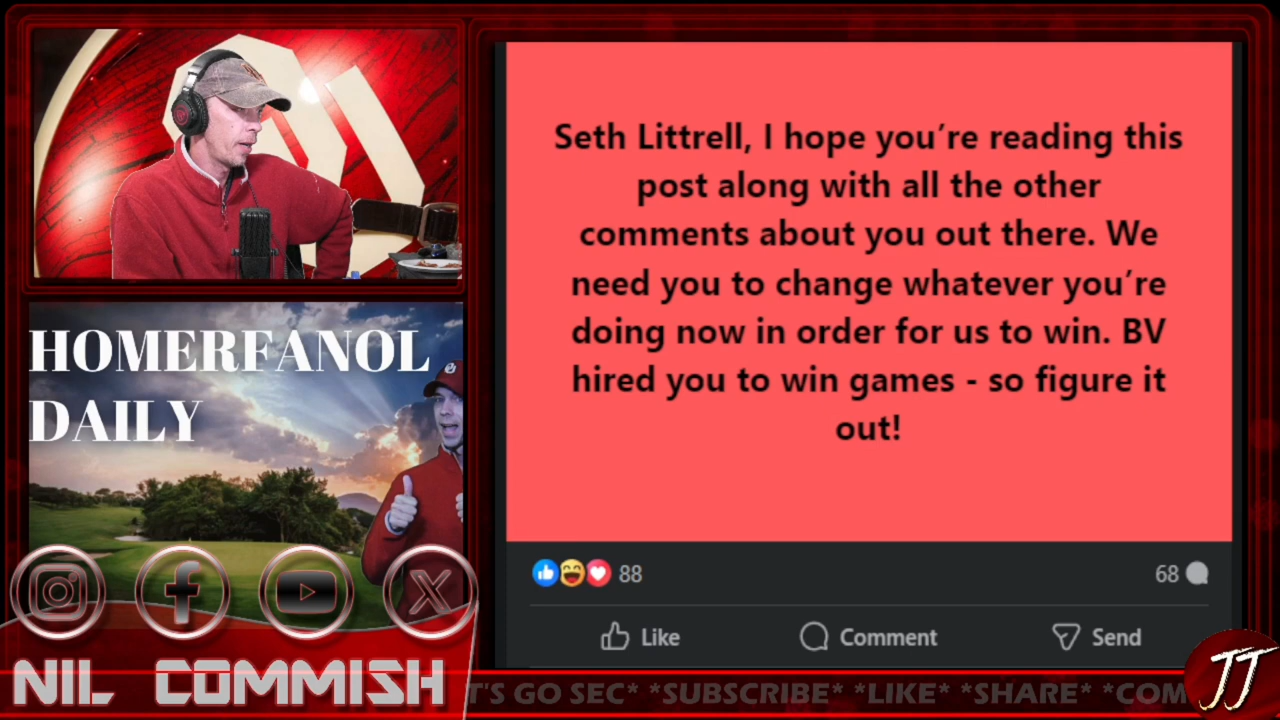 HOMERFANOL
DAILY
OU
NIL COMMISH
Seth Littrell, I hope you’re reading this
post along with all the other
comments about you out there. We
need you to change whatever you’re
doing now in order for us to win. BV
hired you to win games - so figure it
out!
88
68
Like
Comment
Send
T'S GO SEC* *SUBSCRIBE* *LIKE* *SHARE* *COM
JJ